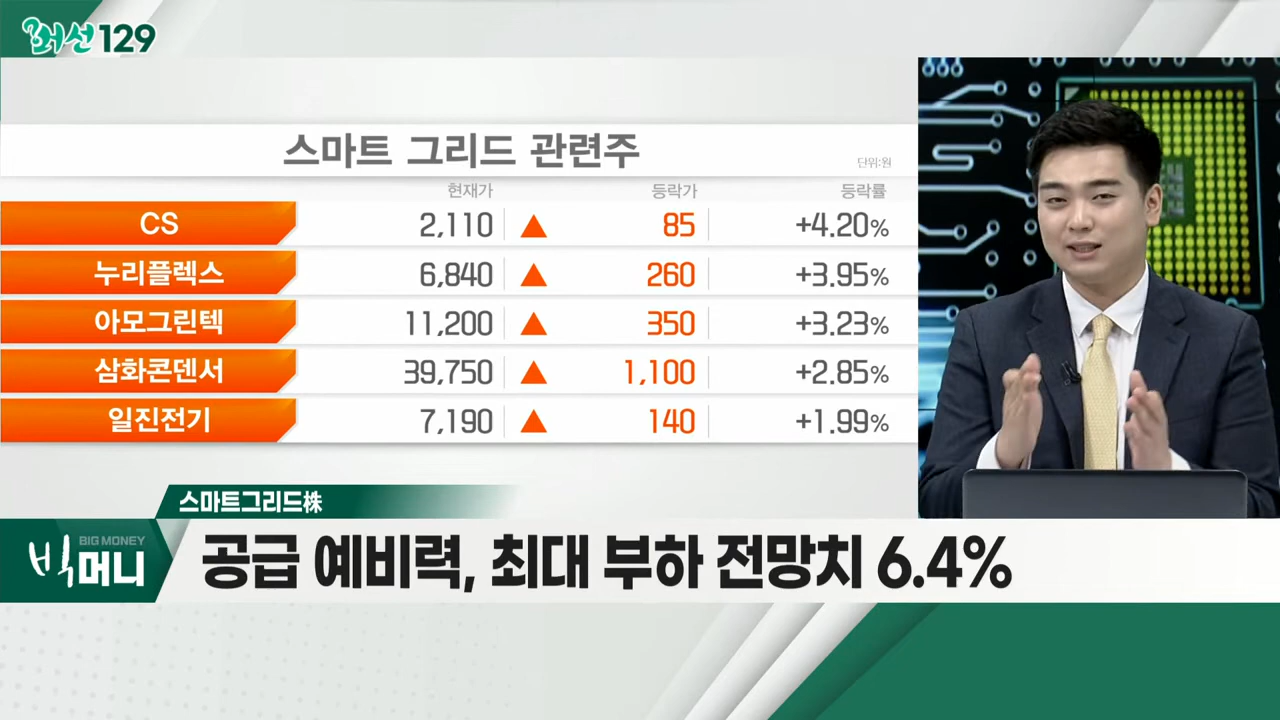 머선129
스마트 그리드 관련주
단위:원
현재가 등락가 등락률
CS 2,110 ▲ 85 +4.20%
누리플렉스 6,840 ▲ 260 +3.95%
아모그린텍 11,200 ▲ 350 +3.23%
삼화콘덴서 39,750 ▲ 1,100 +2.85%
일진전기 7,190 ▲ 140 +1.99%
스마트그리드株
BIG MONEY
빅머니
공급 예비력, 최대 부하 전망치 6.4%